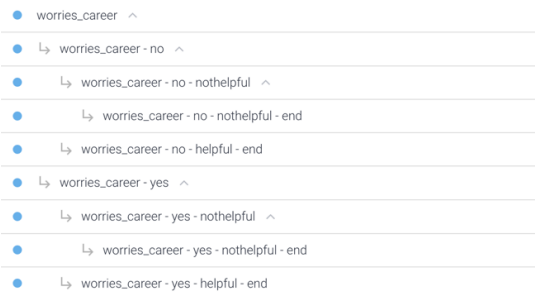 worries_career
worries_career - no
worries_career - no - nothelpful
worries_career - no - nothelpful - end
worries_career - no - helpful - end
worries_career - yes
worries_career - yes - nothelpful
worries_career - yes - nothelpful - end
worries_career - yes - helpful - end